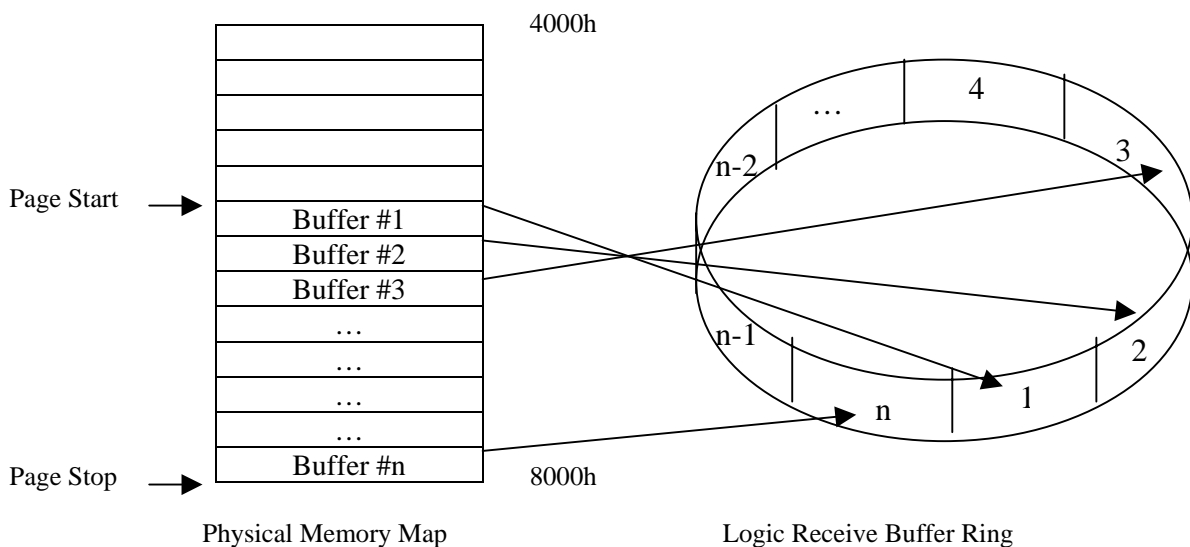 4000h
Page Start
Buffer #1
Buffer #2
Buffer #3
…
…
…
…
Page Stop
Buffer #n
8000h
Physical Memory Map
…
4
3
n-2
n-1
n
1
2
Logic Receive Buffer Ring